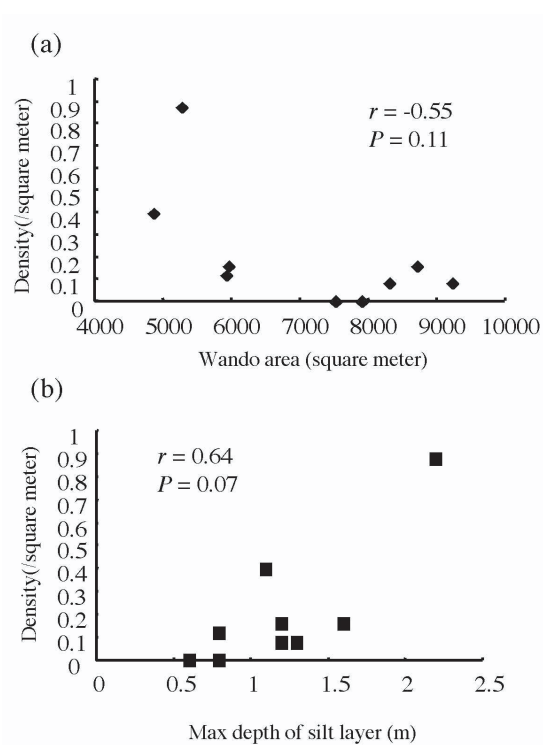 (a)
Density(/square meter)
1
0.9
0.8
0.7
0.6
0.5
0.4
0.3
0.2
0.1
0
r = -0.55
P = 0.11
4000 5000 6000 7000 8000 9000 10000
Wando area (square meter)
(b)
Density(/square meter)
1
0.9
0.8
0.7
0.6
0.5
0.4
0.3
0.2
0.1
0
r = 0.64
P = 0.07
0 0.5 1 1.5 2 2.5
Max depth of silt layer (m)